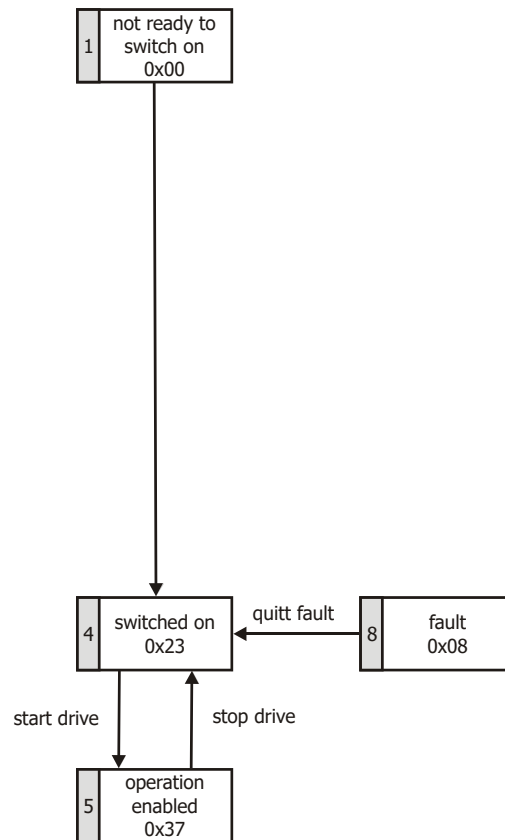 1
not ready to
switch on
0x00
4
switched on
0x23
quitt fault
8
fault
0x08
start drive
stop drive
5
operation
enabled
0x37